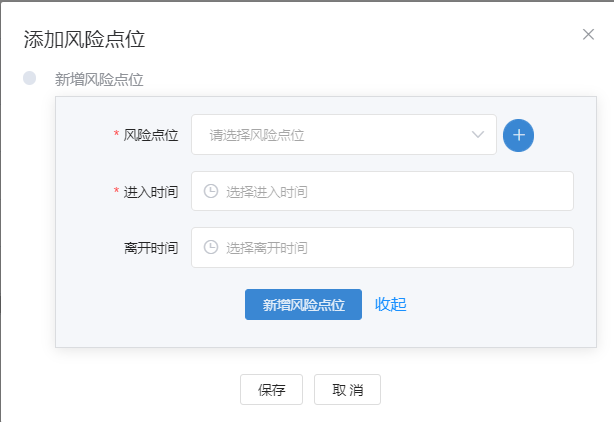 添加风险点位
新增风险点位
* 风险点位 请选择风险点位
* 进入时间 选择进入时间
离开时间 选择离开时间
新增风险点位 收起
保存 取 消